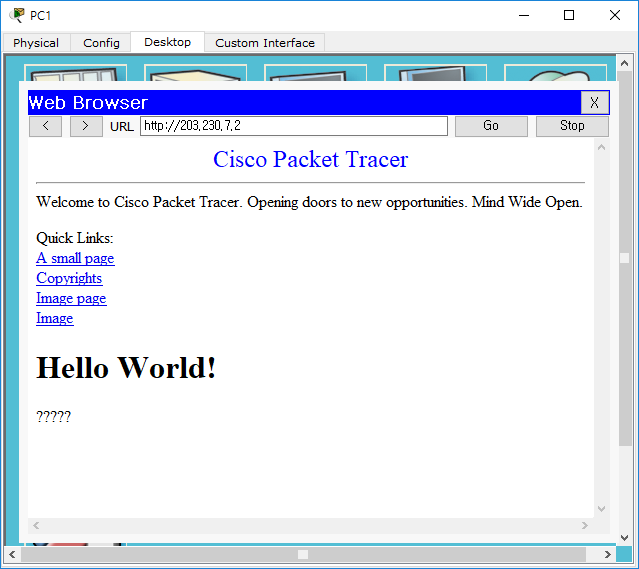 PC1
Physical Config Desktop Custom Interface
Web Browser X
< > URL http://203.230.7.2 Go Stop
Cisco Packet Tracer
Welcome to Cisco Packet Tracer. Opening doors to new opportunities. Mind Wide Open.
Quick Links:
A small page
Copyrights
Image page
Image
Hello World!
?????